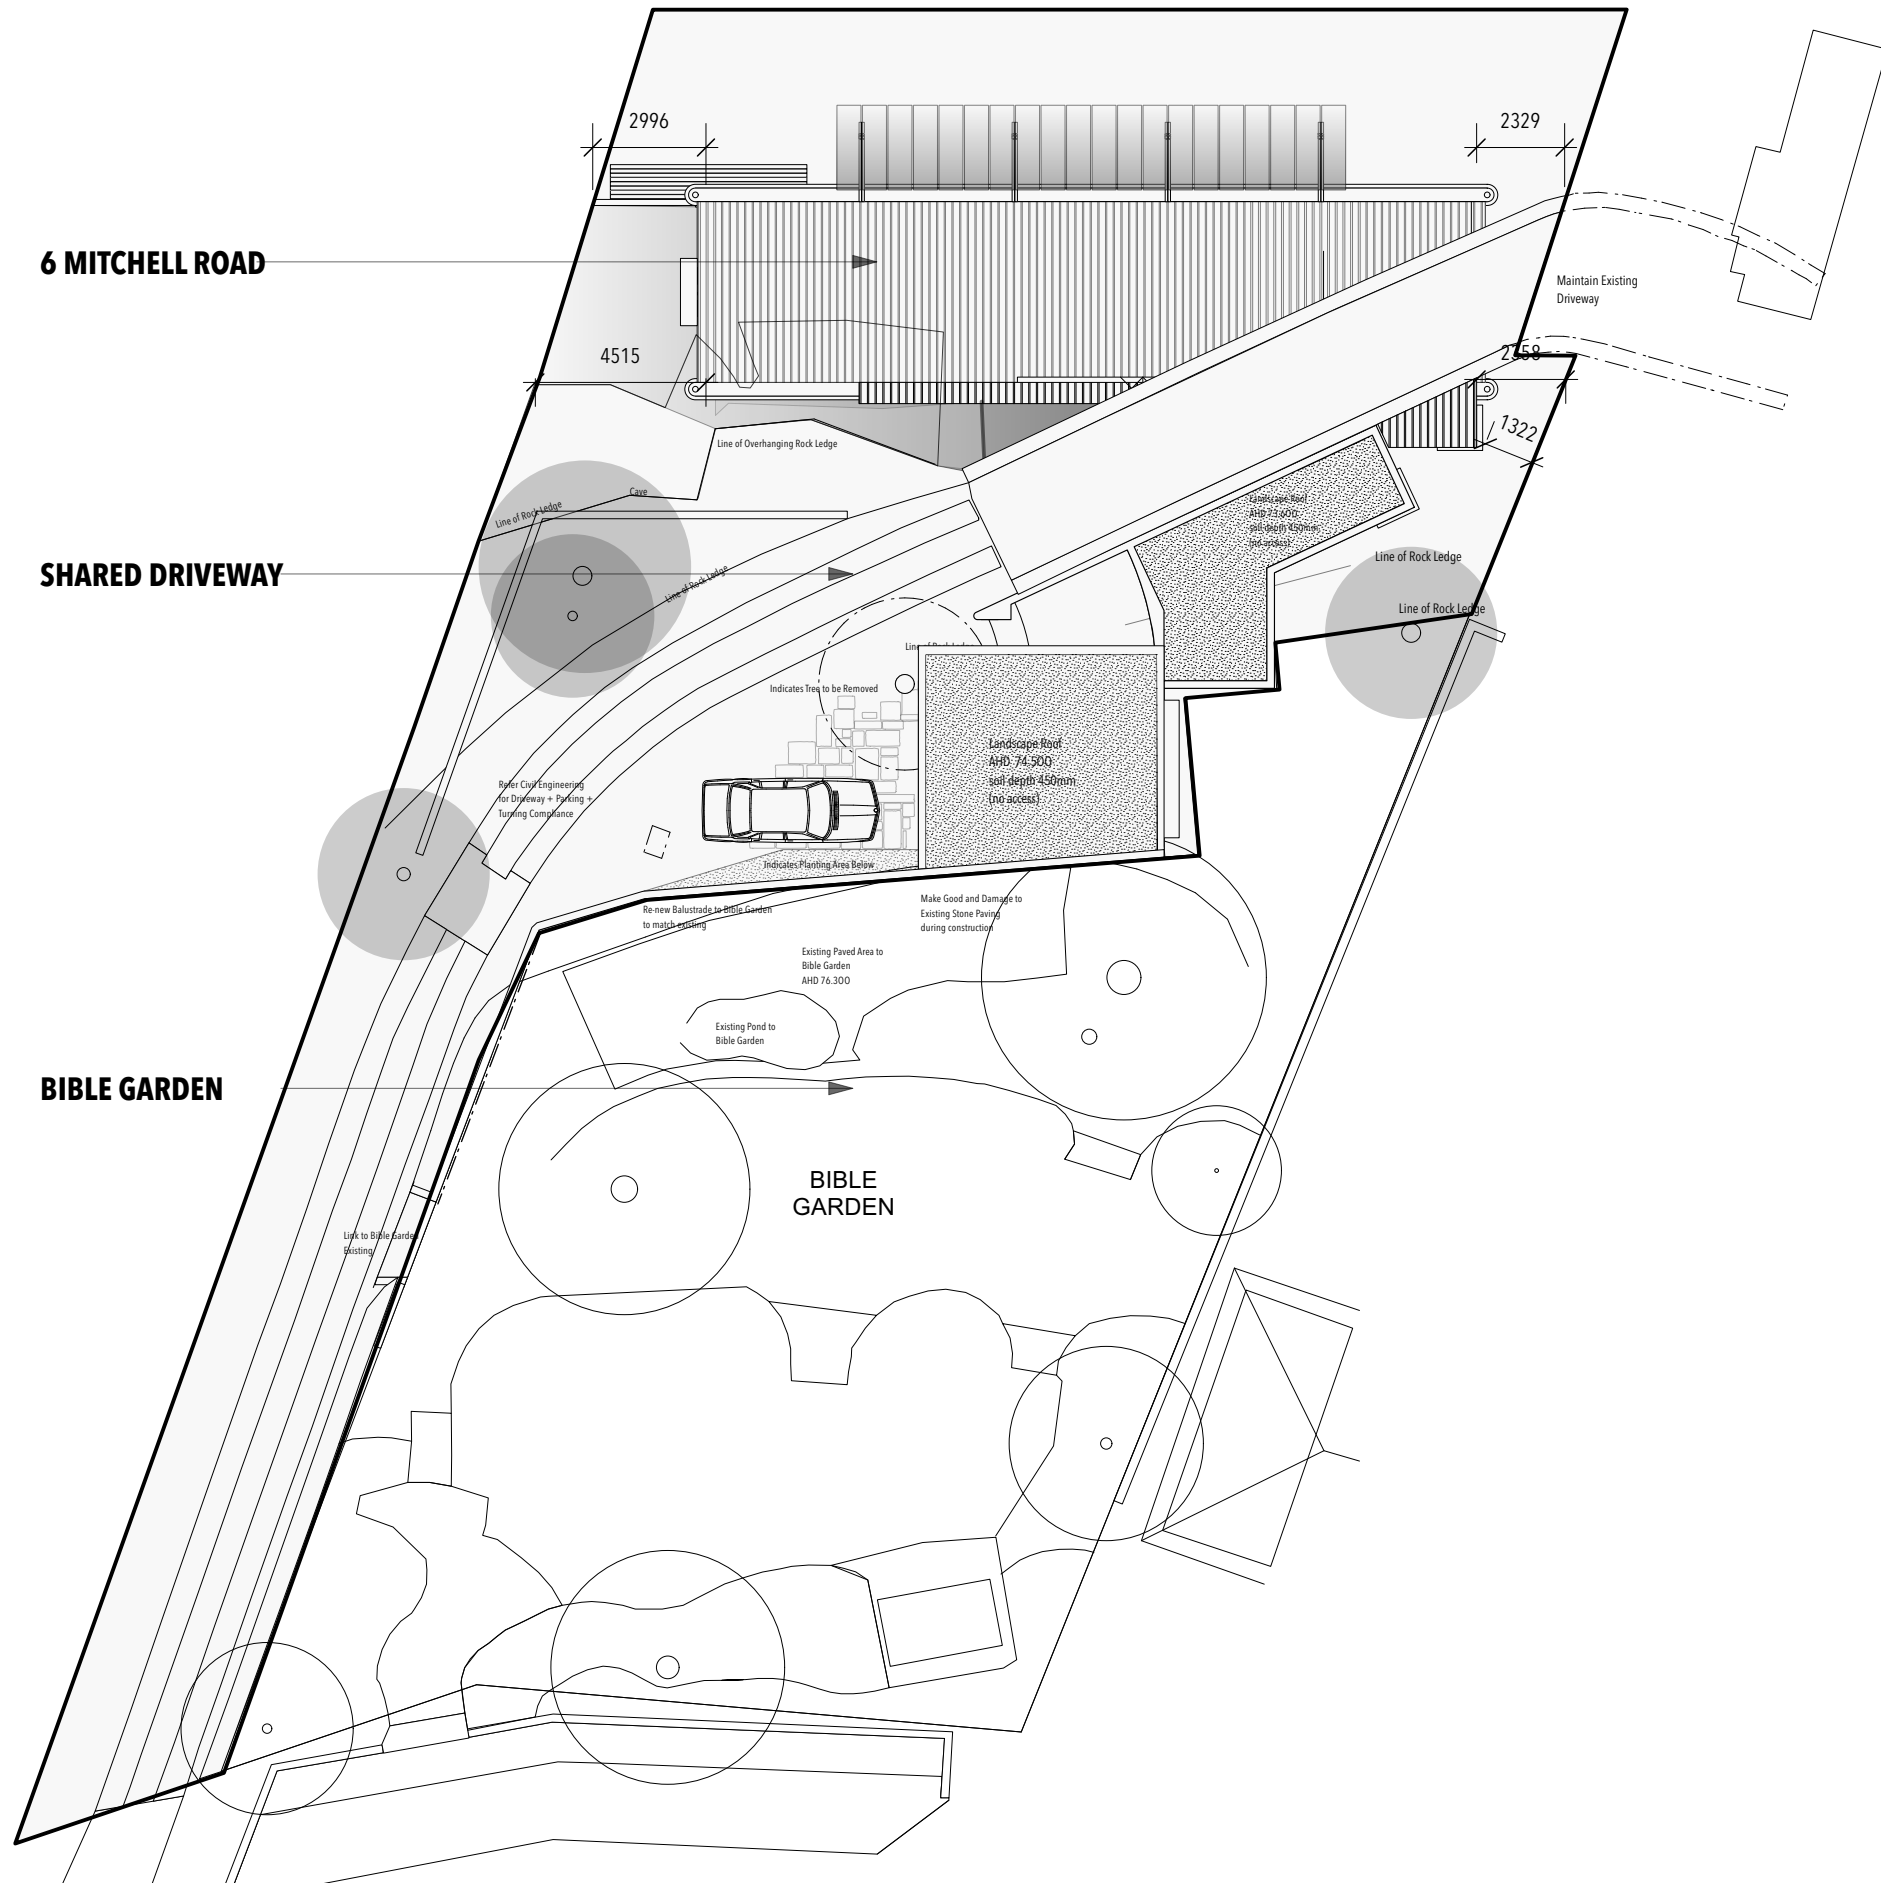 2996
2329
6 MITCHELL ROAD
Maintain Existing
Driveway
4515
2358
1322
Line of Overhanging Rock Ledge
Cave
Line of Rock Ledge
Landscape Roof
AHD 73.600
soil depth 450mm
(no access)
Line of Rock Ledge
SHARED DRIVEWAY
Line of Rock Ledge
Line of Rock Ledge
Line of Rock Ledge
Indicates Tree to be Removed
Landscape Roof
AHD 74.500
soil depth 450mm
(no access)
Refer Civil Engineering
for Driveway + Parking +
Turning Compliance
Indicates Planting Area Below
Re-new Balustrade to Bible Garden
to match existing
Make Good and Damage to
Existing Stone Paving
during construction
Existing Paved Area to
Bible Garden
AHD 76.300
Existing Pond to
Bible Garden
BIBLE GARDEN
BIBLE
GARDEN
Link to Bible Garden
Existing